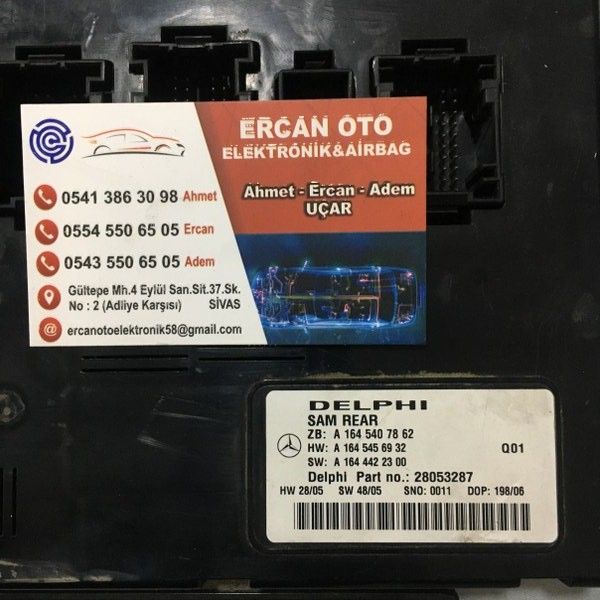 ERCAN OTO
ELEKTRONİK&AİRBAG
Ahmet - Ercan - Adem
UÇAR
0541 386 30 98 Ahmet
0554 550 65 05 Ercan
0543 550 65 05 Adem
Gültepe Mh.4 Eylül San.Sit.37.Sk.
No : 2 (Adliye Karşısı) SİVAS
ercanotoelektronik58@gmail.com
DELPHI
SAM REAR
ZB: A 164 540 78 62
HW: A 164 545 69 32 Q01
SW: A 164 442 23 00
Delphi Part no.: 28053287
HW 28/05 SW 48/05 SNO: 0011 DOP: 198/06